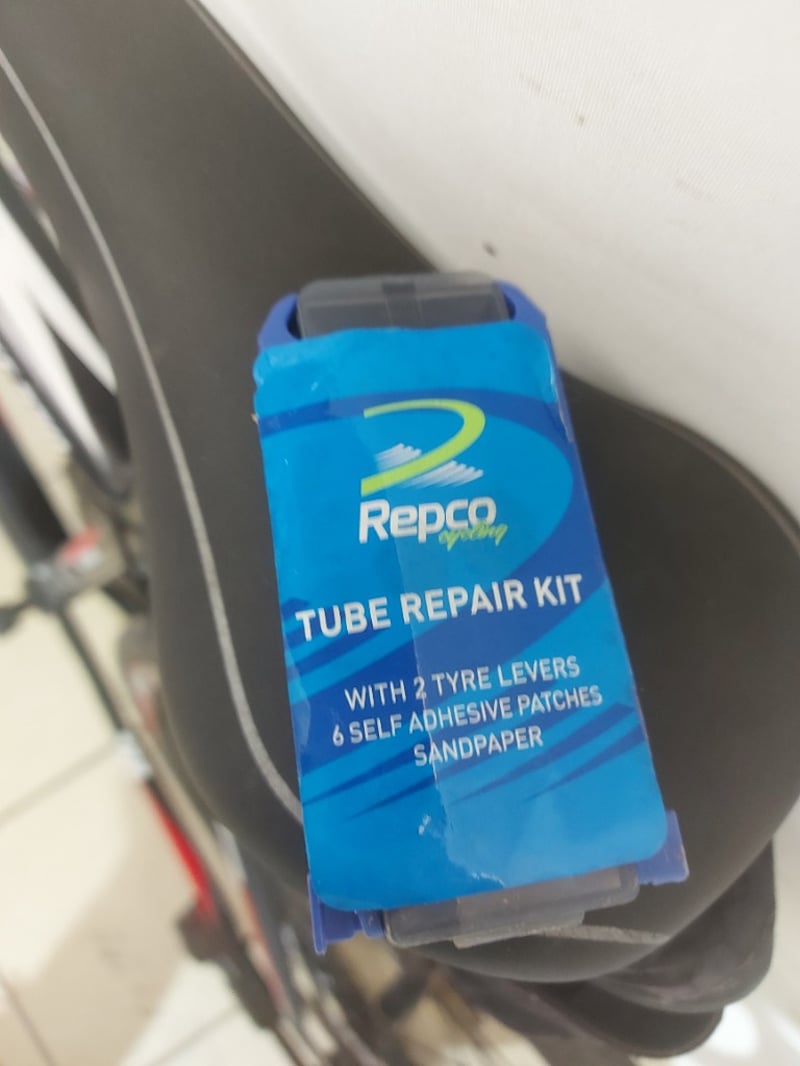 Repco
cycling
TUBE REPAIR KIT
WITH 2 TYRE LEVERS
6 SELF ADHESIVE PATCHES
SANDPAPER